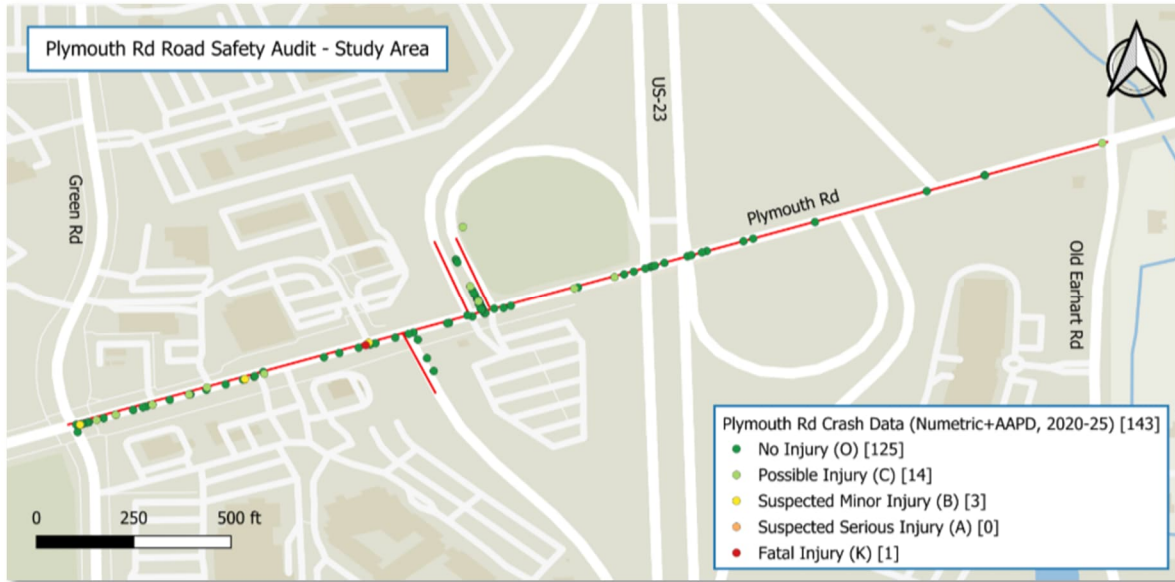 Plymouth Rd Road Safety Audit - Study Area
US-23
Green Rd
Plymouth Rd
Old Earhart Rd
Plymouth Rd Crash Data (Numetric+AAPD, 2020-25) [143]
No Injury (O) [125]
Possible Injury (C) [14]
Suspected Minor Injury (B) [3]
Suspected Serious Injury (A) [0]
Fatal Injury (K) [1]
0 250 500 ft